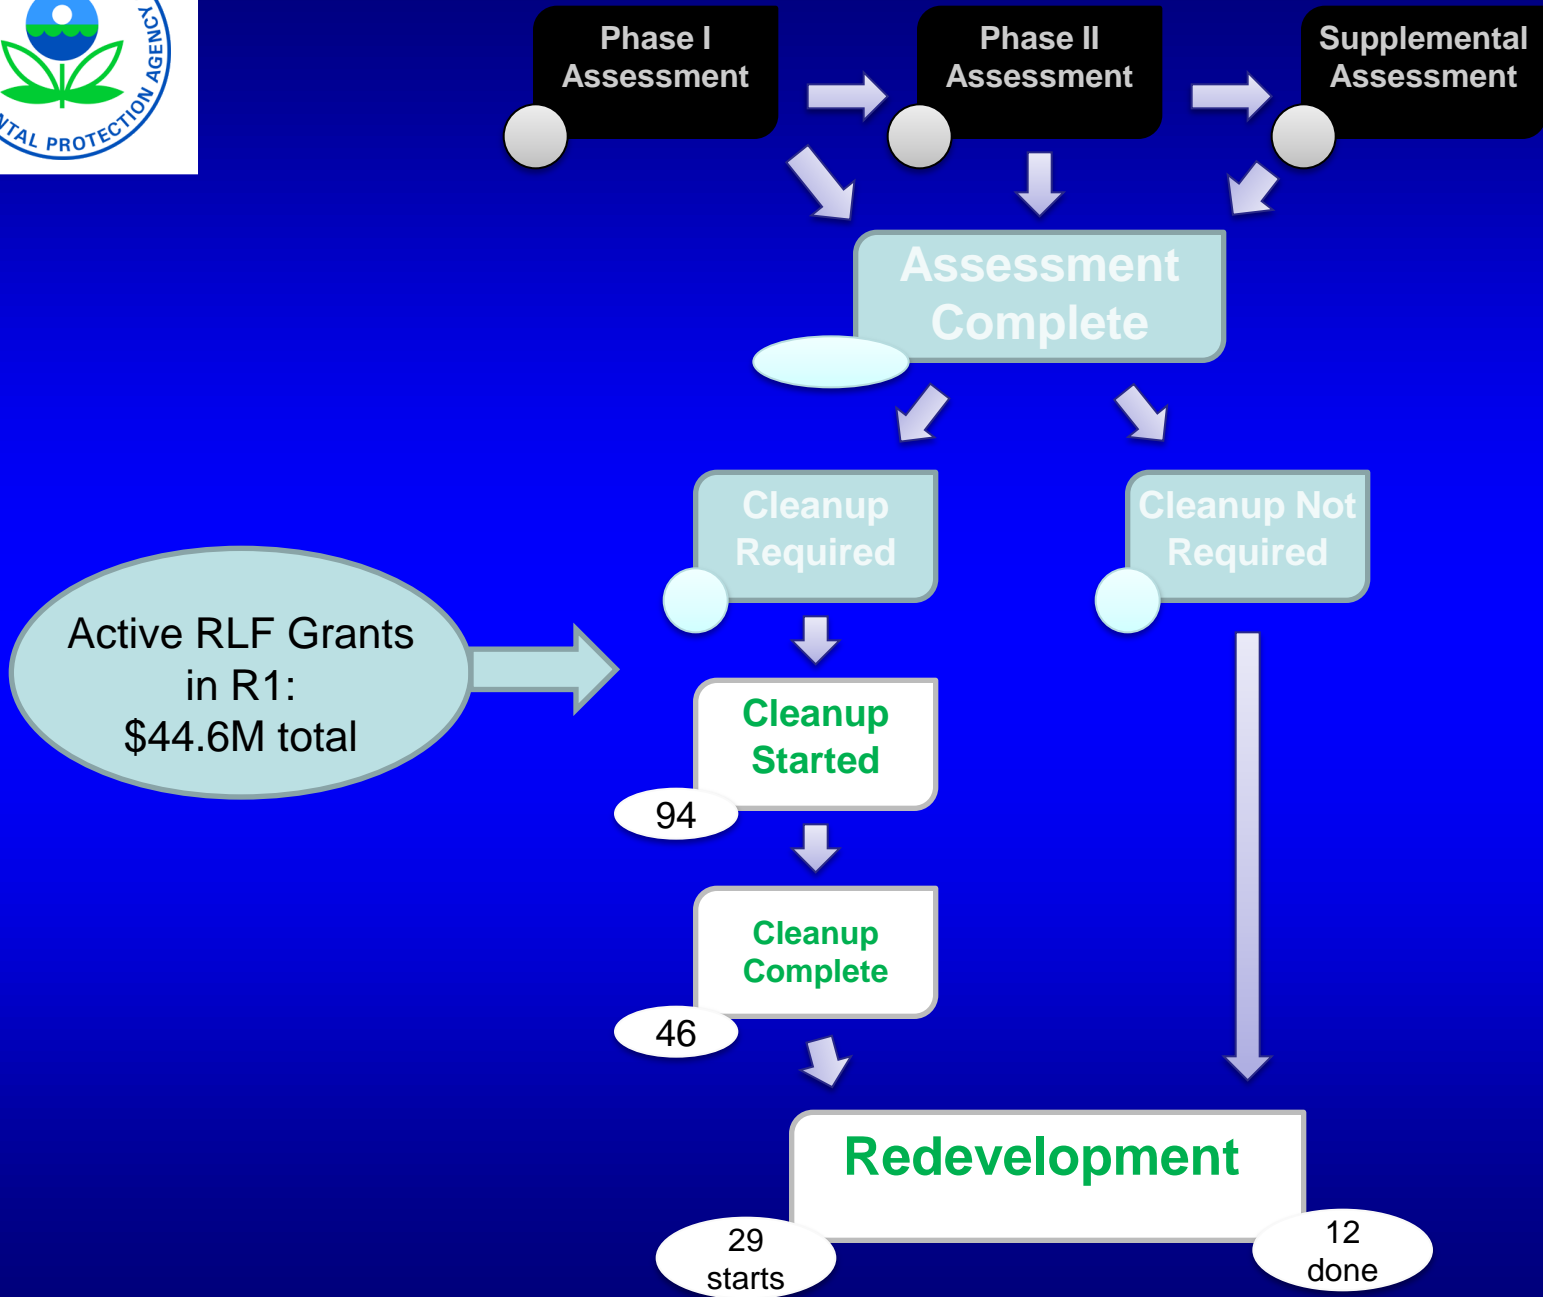 NTAL PROTECTION AGENCY
Phase I
Assessment
Phase II
Assessment
Supplemental
Assessment
Assessment
Complete
Cleanup
Required
Cleanup Not
Required
Active RLF Grants
in R1:
$44.6M total
Cleanup
Started
94
Cleanup
Complete
46
Redevelopment
29
starts
12
done